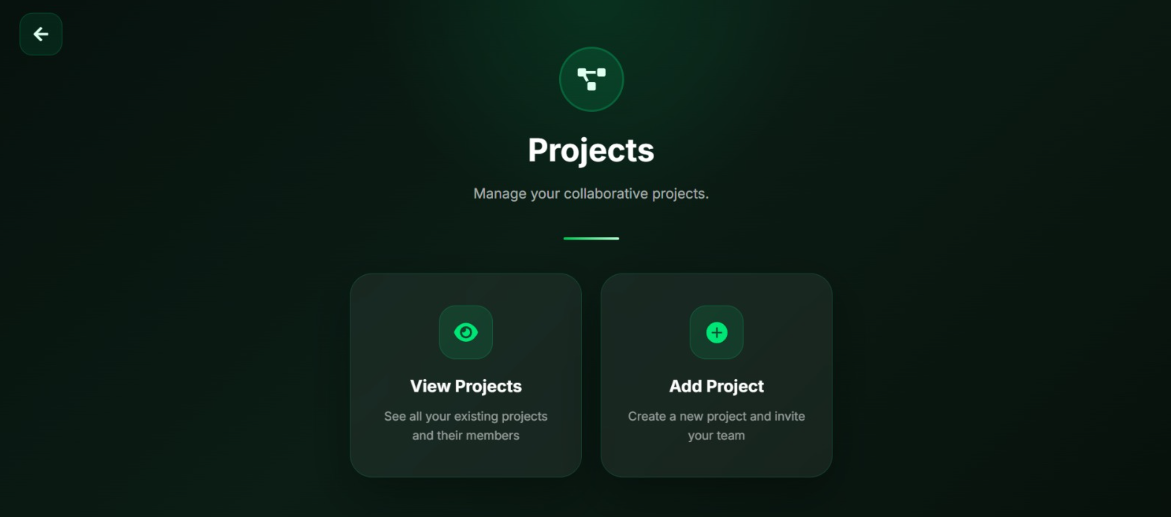 Projects
Manage your collaborative projects.
View Projects
See all your existing projects
and their members
Add Project
Create a new project and invite
your team